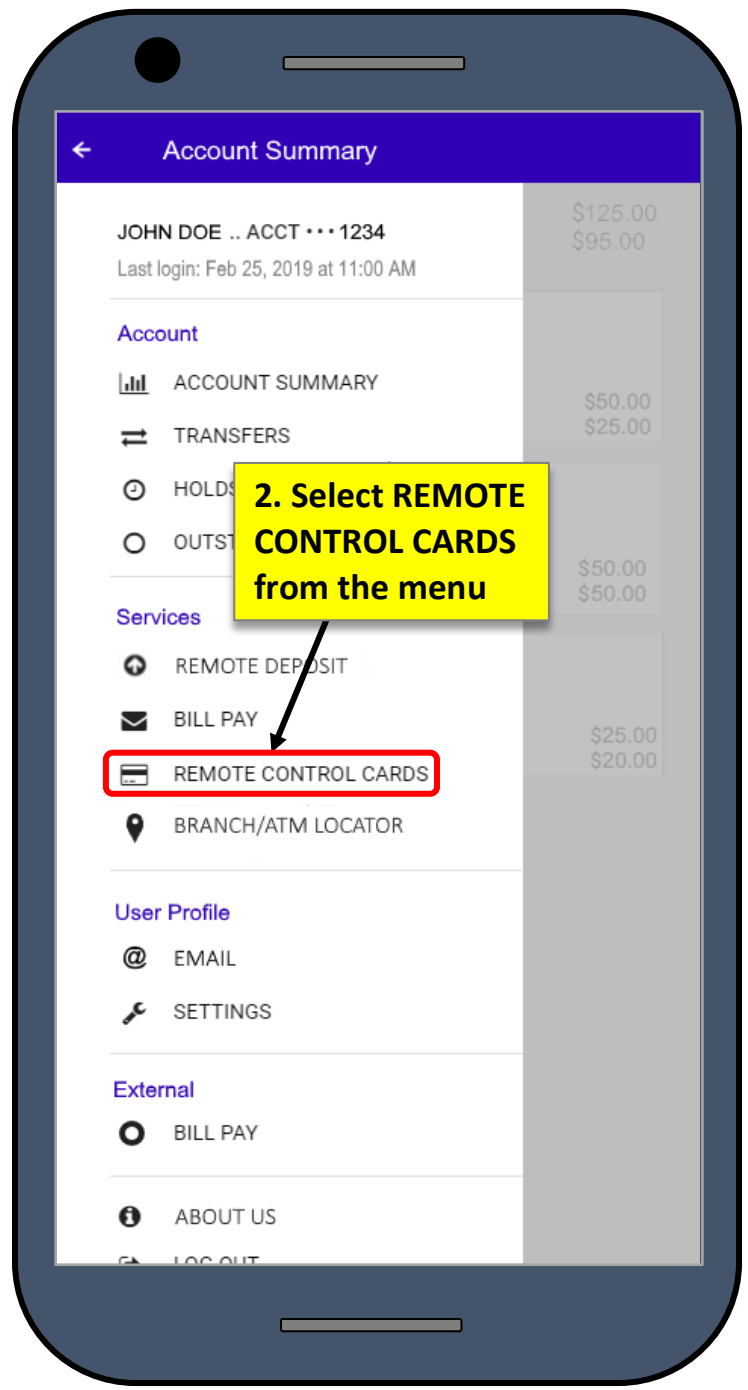 Account Summary
$125.00
$95.00
JOHN DOE .. ACCT ··· 1234
Last login: Feb 25, 2019 at 11:00 AM
Account
ACCOUNT SUMMARY
$50.00
$25.00
TRANSFERS
2. Select REMOTE
CONTROL CARDS
from the menu
$50.00
$50.00
Services
REMOTE DEPOSIT
BILL PAY
$25.00
$20.00
REMOTE CONTROL CARDS
BRANCH/ATM LOCATOR
User Profile
@ EMAIL
SETTINGS
External
BILL PAY
ABOUT US
LOG OUT